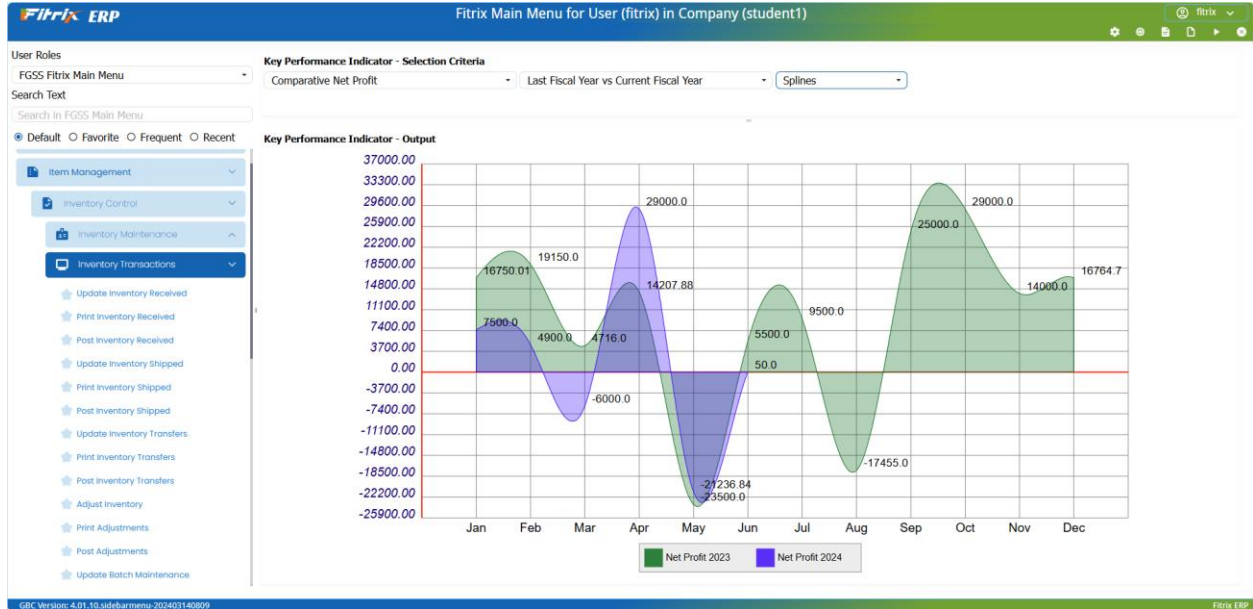 Fitrix ERP
Fitrix Main Menu for User (fitrix) in Company (student1)
fitrix
User Roles
FGSS Fitrix Main Menu
Search Text
Search in FGSS Main Menu
Default Favorite Frequent Recent
Item Management
Inventory Control
Inventory Maintenance
Inventory Transactions
Update Inventory Received
Print Inventory Received
Post Inventory Received
Update Inventory Shipped
Print Inventory Shipped
Post Inventory Shipped
Update Inventory Transfers
Print Inventory Transfers
Post Inventory Transfers
Adjust Inventory
Print Adjustments
Post Adjustments
Update Batch Maintenance
Key Performance Indicator - Selection Criteria
Comparative Net Profit Last Fiscal Year vs Current Fiscal Year Splines
Key Performance Indicator - Output
37000.00
33300.00
29600.00
25900.00
22200.00
18500.00
14800.00
11100.00
7400.00
3700.00
0.00
-3700.00
-7400.00
-11100.00
-14800.00
-18500.00
-22200.00
-25900.00
16750.01
19150.0
4716.0
14207.88
-23500.0
5500.0
9500.0
-17455.0
25000.0
29000.0
14000.0
16764.7
7500.0
4900.0
-6000.0
29000.0
-21236.84
50.0
Jan Feb Mar Apr May Jun Jul Aug Sep Oct Nov Dec
Net Profit 2023 Net Profit 2024
GBC Version: 4.01.10.sidebarmenu-202403140809
Fitrix ERP